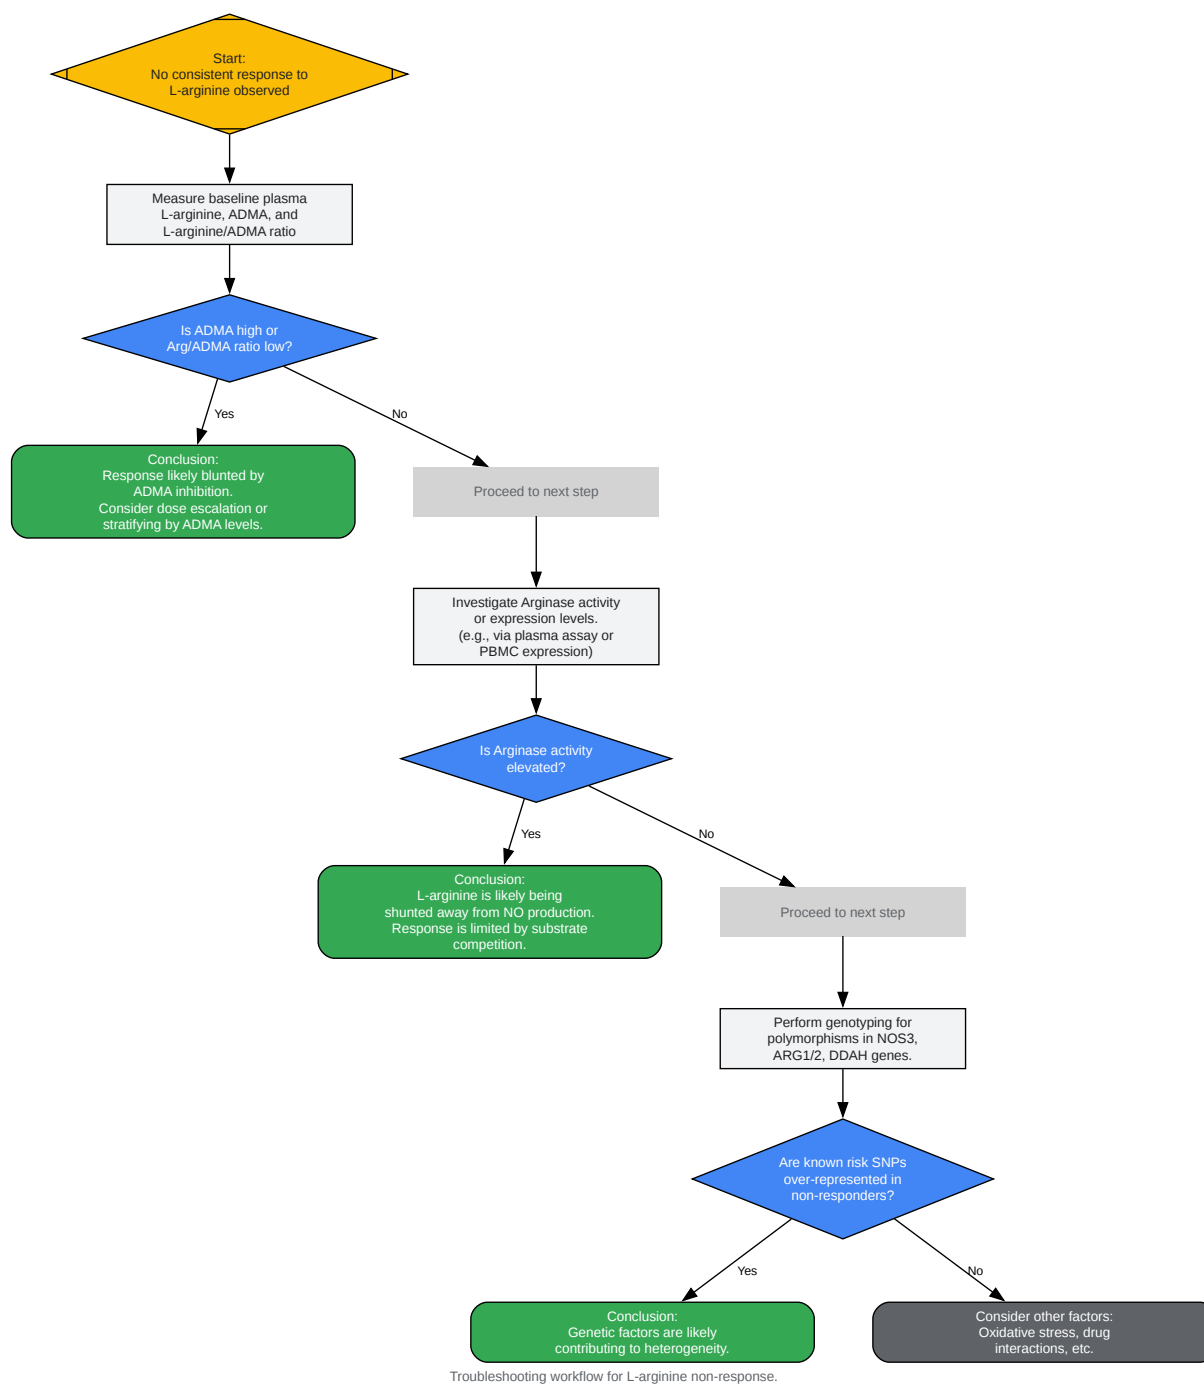 Start:
No consistent response to
L-arginine observed
Measure baseline plasma
L-arginine, ADMA, and
L-arginine/ADMA ratio
Is ADMA high or
Arg/ADMA ratio low?
Yes
No
Conclusion:
Response likely blunted by
ADMA inhibition.
Consider dose escalation or
stratifying by ADMA levels.
Proceed to next step
Investigate Arginase activity
or expression levels.
(e.g., via plasma assay or
PBMC expression)
Is Arginase activity
elevated?
Yes
No
Conclusion:
L-arginine is likely being
shunted away from NO production.
Response is limited by substrate
competition.
Proceed to next step
Perform genotyping for
polymorphisms in NOS3,
ARG1/2, DDAH genes.
Are known risk SNPs
over-represented in
non-responders?
Yes
No
Conclusion:
Genetic factors are likely
contributing to heterogeneity.
Consider other factors:
Oxidative stress, drug
interactions, etc.
Troubleshooting workflow for L-arginine non-response.